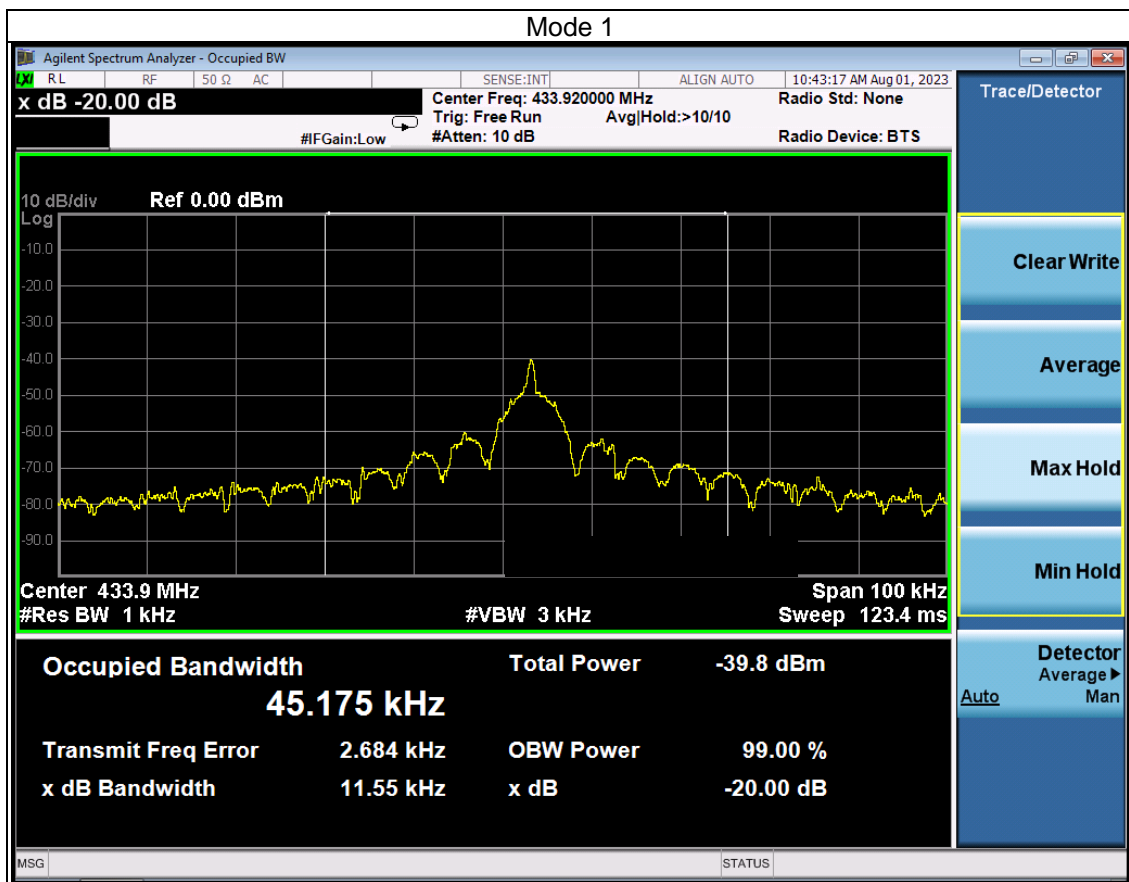 Mode 1
Agilent Spectrum Analyzer - Occupied BW
LXI RL RF 50 Ω AC SENSE:INT ALIGN AUTO 10:43:17 AM Aug 01, 2023
x dB -20.00 dB
Center Freq: 433.920000 MHz Radio Std: None
Trig: Free Run Avg|Hold:>10/10
#IFGain:Low #Atten: 10 dB Radio Device: BTS
10 dB/div Ref 0.00 dBm
Log
-10.0
-20.0
-30.0
-40.0
-50.0
-60.0
-70.0
-80.0
-90.0
Center 433.9 MHz Span 100 kHz
#Res BW 1 kHz #VBW 3 kHz Sweep 123.4 ms
Occupied Bandwidth Total Power -39.8 dBm
45.175 kHz
Transmit Freq Error 2.684 kHz OBW Power 99.00 %
x dB Bandwidth 11.55 kHz x dB -20.00 dB
MSG STATUS
Trace/Detector
Clear Write
Average
Max Hold
Min Hold
Detector
Average▶
Auto Man